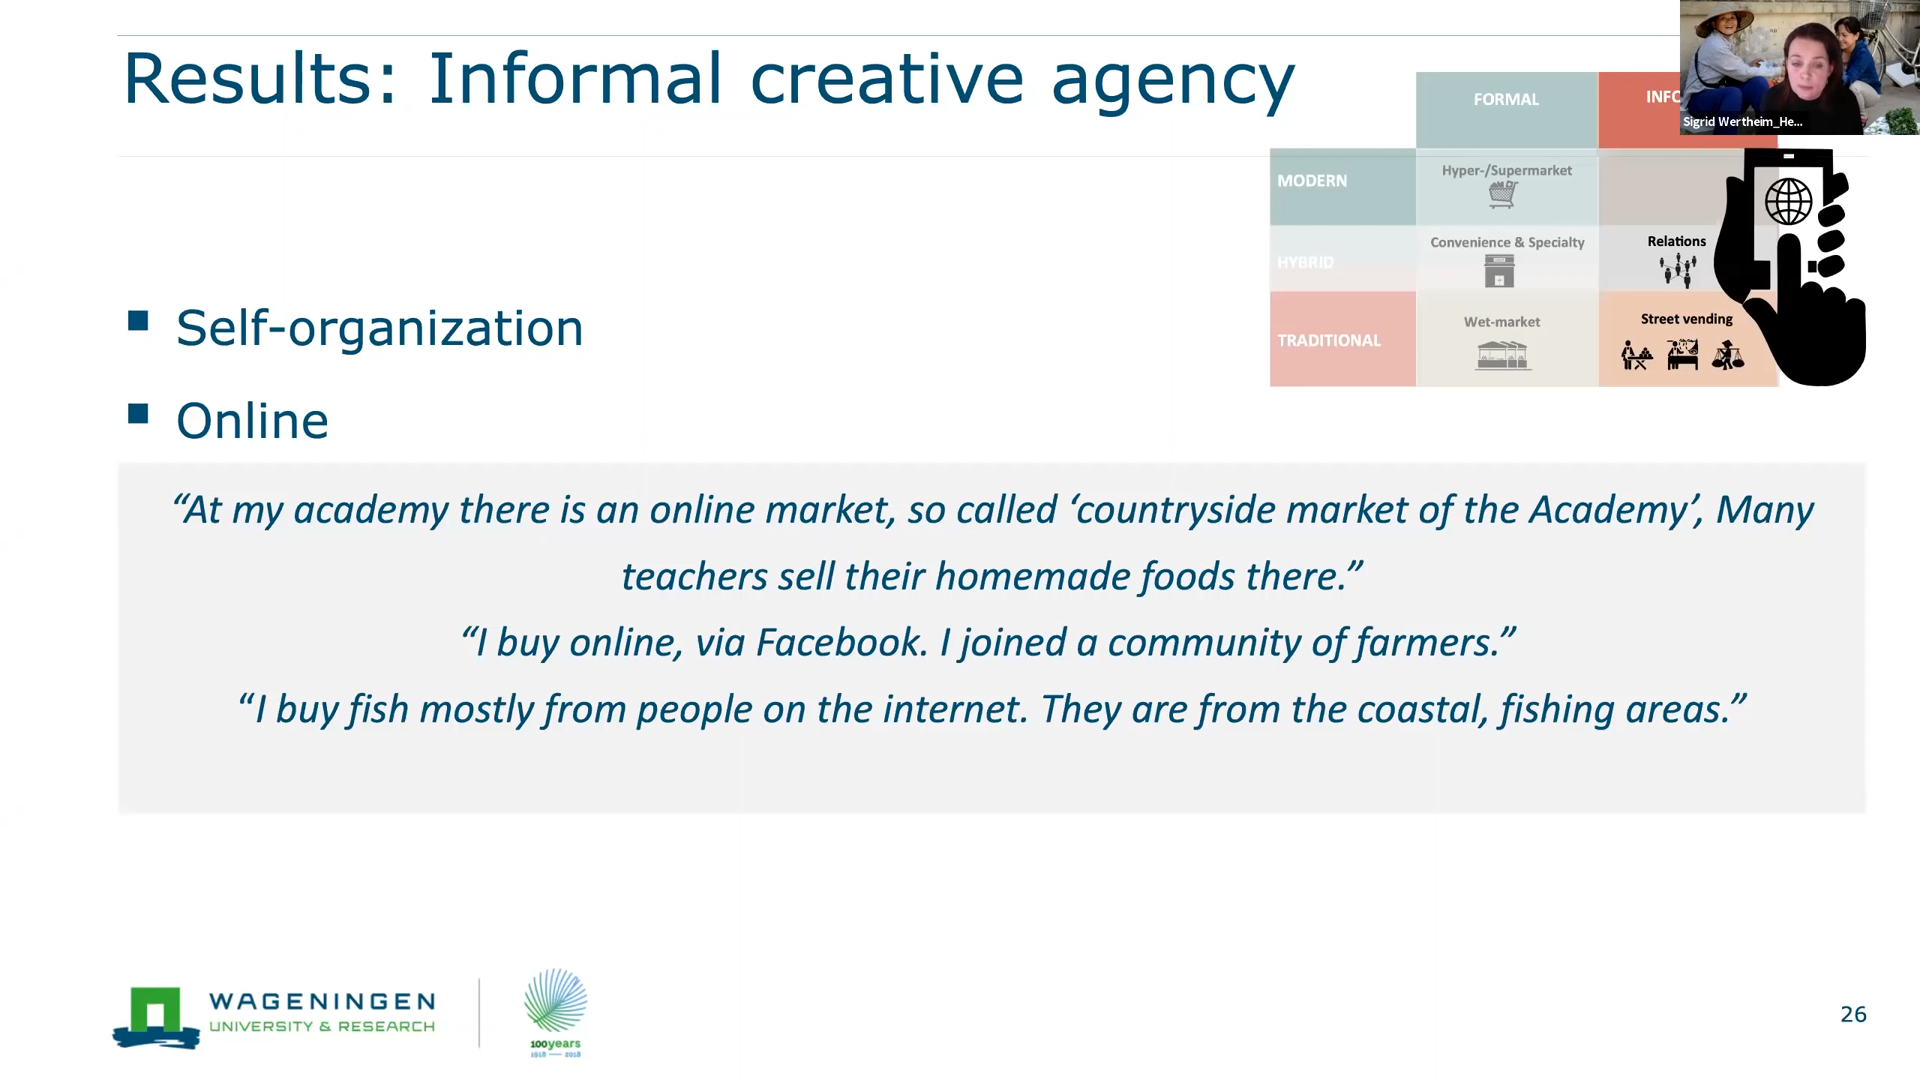 Results: Informal creative agency
Sigrid Wertheim_He...
FORMAL
INFO
MODERN
Hyper-/Supermarket
HYBRID
Convenience & Specialty
Relations
TRADITIONAL
Wet-market
Street vending
Self-organization
Online
“At my academy there is an online market, so called ‘countryside market of the Academy’, Many
teachers sell their homemade foods there.”
“I buy online, via Facebook. I joined a community of farmers.”
“I buy fish mostly from people on the internet. They are from the coastal, fishing areas.”
WAGENINGEN
UNIVERSITY & RESEARCH
100years
1918 — 2018
26